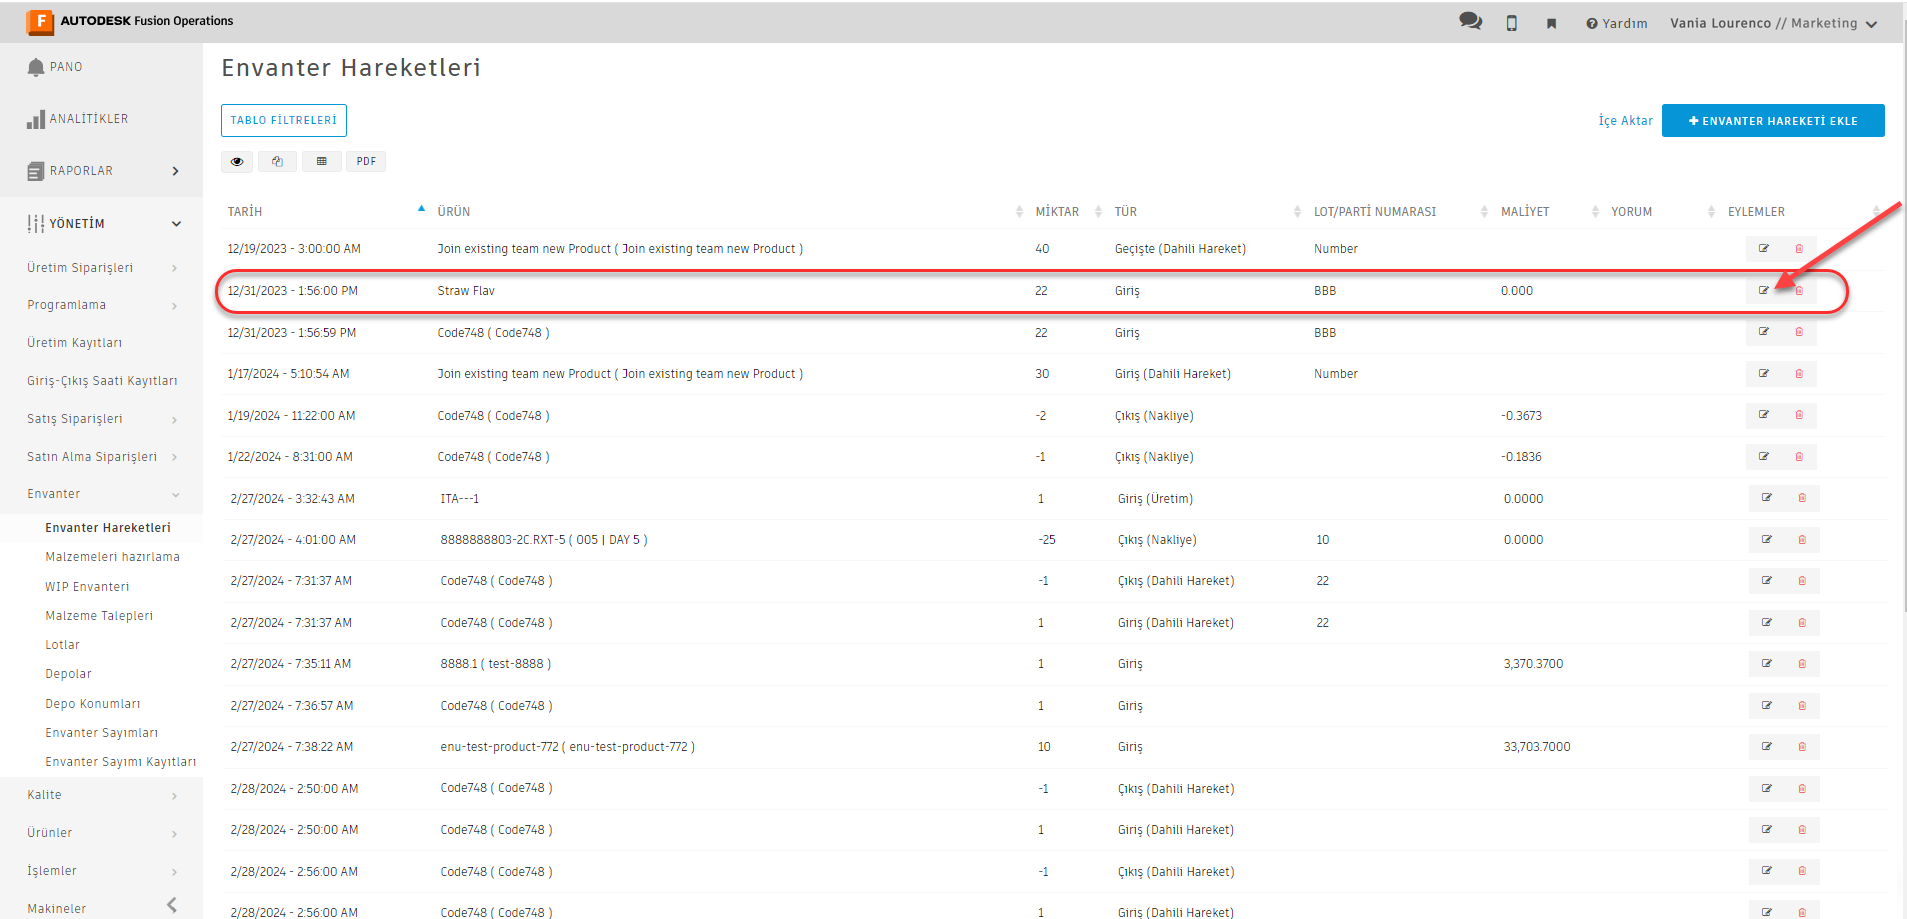 F AUTODESK Fusion Operations
Yardım
Vania Lourenco // Marketing
PANO
ANALİTİKLER
RAPORLAR
YÖNETİM
Üretim Siparişleri
Programlama
Üretim Kayıtları
Giriş-Çıkış Saati Kayıtları
Satış Siparişleri
Satın Alma Siparişleri
Envanter
Envanter Hareketleri
Malzemeleri hazırlama
WIP Envanteri
Malzeme Talepleri
Lotlar
Depolar
Depo Konumları
Envanter Sayımları
Envanter Sayımı Kayıtları
Kalite
Ürünler
İşlemler
Makineler
Envanter Hareketleri
TABLO FİLTRELERİ
İçe Aktar
+ ENVANTER HAREKETİ EKLE
PDF
TARİH ÜRÜN MİKTAR TÜR LOT/PARTİ NUMARASI MALİYET YORUM EYLEMLER
12/19/2023 - 3:00:00 AM Join existing team new Product ( Join existing team new Product ) 40 Geçişte (Dahili Hareket) Number
12/31/2023 - 1:56:00 PM Straw Flav 22 Giriş BBB 0.000
12/31/2023 - 1:56:59 PM Code748 ( Code748 ) 22 Giriş BBB
1/17/2024 - 5:10:54 AM Join existing team new Product ( Join existing team new Product ) 30 Giriş (Dahili Hareket) Number
1/19/2024 - 11:22:00 AM Code748 ( Code748 ) -2 Çıkış (Nakliye) -0.3673
1/22/2024 - 8:31:00 AM Code748 ( Code748 ) -1 Çıkış (Nakliye) -0.1836
2/27/2024 - 3:32:43 AM ITA---1 1 Giriş (Üretim) 0.0000
2/27/2024 - 4:01:00 AM 8888888803-2C.RXT-5 ( 005 | DAY 5 ) -25 Çıkış (Nakliye) 10 0.0000
2/27/2024 - 7:31:37 AM Code748 ( Code748 ) -1 Çıkış (Dahili Hareket) 22
2/27/2024 - 7:31:37 AM Code748 ( Code748 ) 1 Giriş (Dahili Hareket) 22
2/27/2024 - 7:35:11 AM 8888.1 ( test-8888 ) 1 Giriş 3,370.3700
2/27/2024 - 7:36:57 AM Code748 ( Code748 ) 1 Giriş
2/27/2024 - 7:38:22 AM enu-test-product-772 ( enu-test-product-772 ) 10 Giriş 33,703.7000
2/28/2024 - 2:50:00 AM Code748 ( Code748 ) -1 Çıkış (Dahili Hareket)
2/28/2024 - 2:50:00 AM Code748 ( Code748 ) 1 Giriş (Dahili Hareket)
2/28/2024 - 2:56:00 AM Code748 ( Code748 ) -1 Çıkış (Dahili Hareket)
2/28/2024 - 2:56:00 AM Code748 ( Code748 ) 1 Giriş (Dahili Hareket)